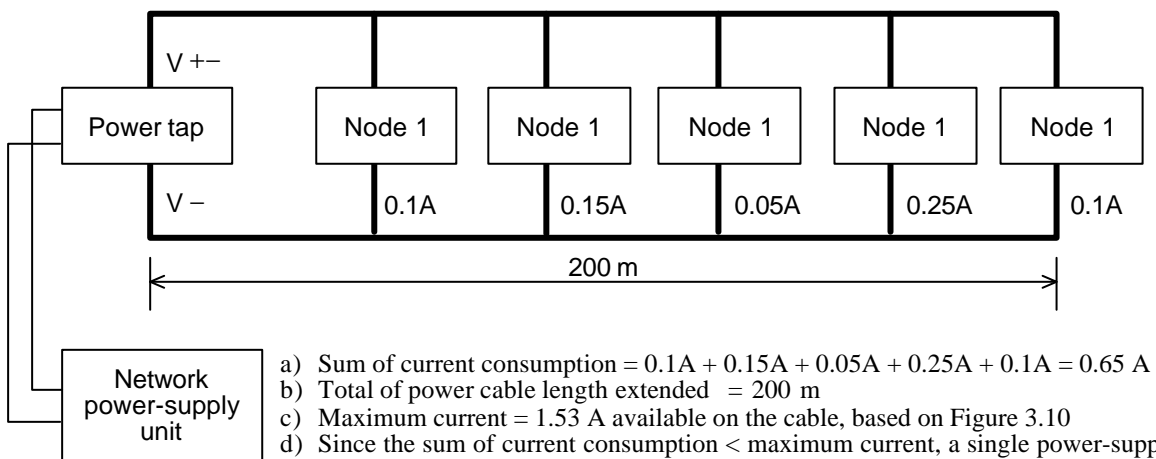 V +−
Power tap
Node 1
Node 1
Node 1
Node 1
Node 1
V −
0.1A
0.15A
0.05A
0.25A
0.1A
200 m
Network
power-supply
unit
a) Sum of current consumption = 0.1A + 0.15A + 0.05A + 0.25A + 0.1A = 0.65 A
b) Total of power cable length extended = 200 m
c) Maximum current = 1.53 A available on the cable, based on Figure 3.10
d) Since the sum of current consumption < maximum current, a single